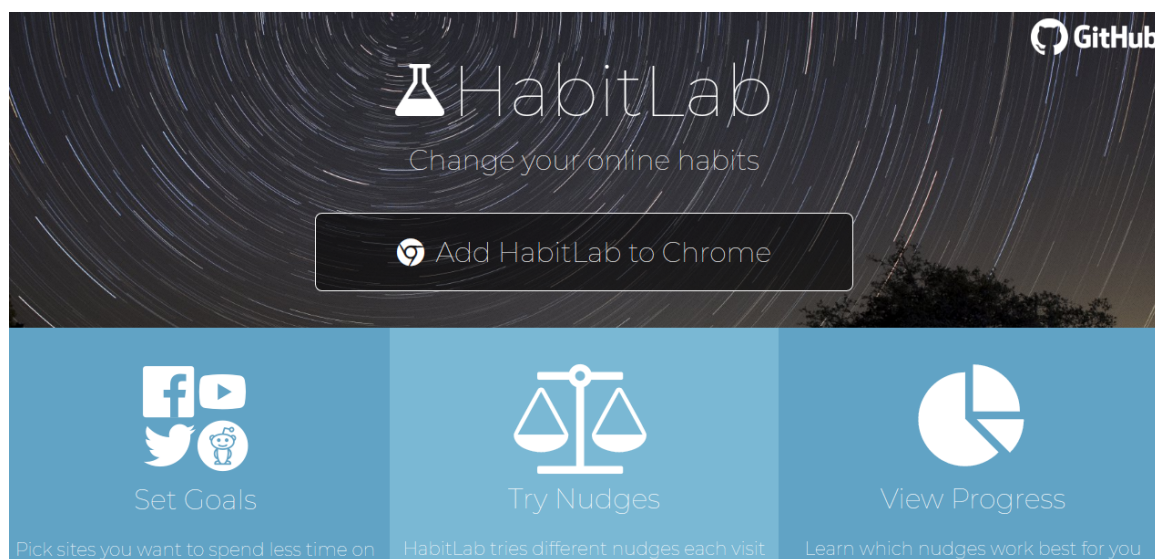 GitHub
HabitLab
Change your online habits
Add HabitLab to Chrome
Set Goals
Try Nudges
View Progress
Pick sites you want to spend less time on
HabitLab tries different nudges each visit
Learn which nudges work best for you